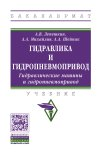 БАКАЛАВРИАТ
А.В. Лепешкин,
А.А. Михайлин, А.А. Шейпак
ГИДРАВЛИКА И
ГИДРОПНЕВМОПРИВОД
Гидравлические машины
и гидропневмопривод
УЧЕБНИК